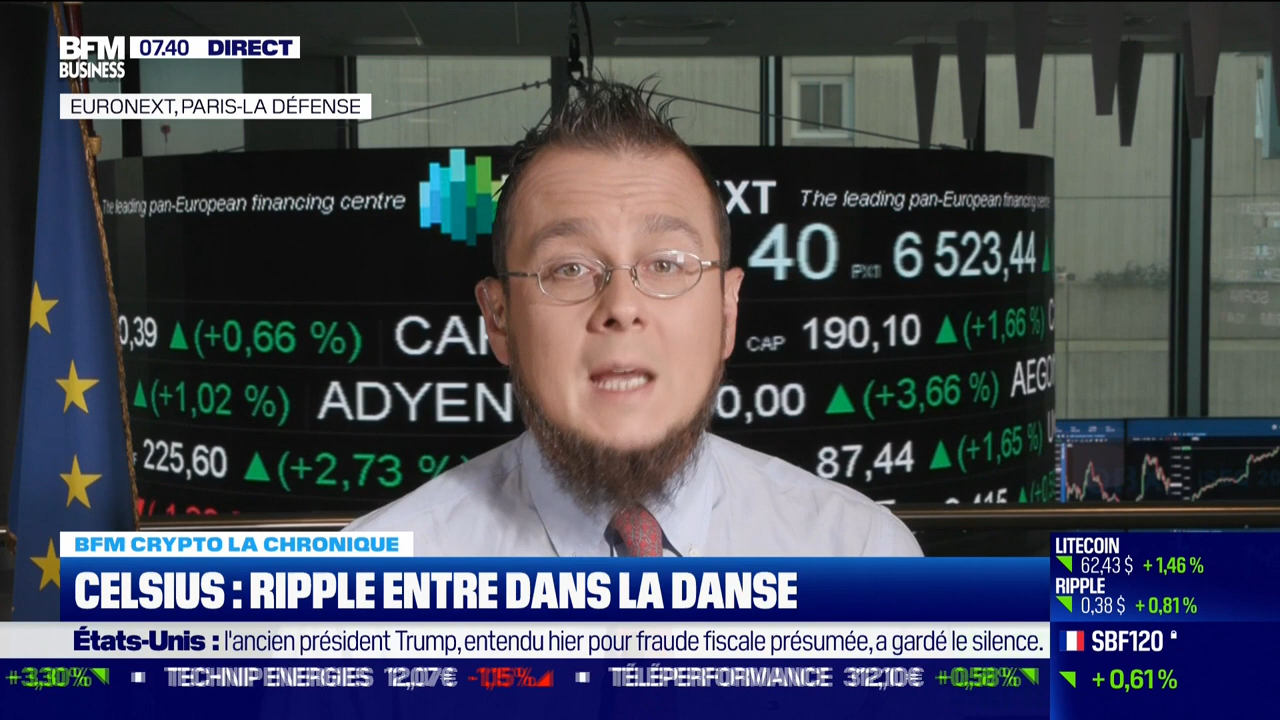 BFM
BUSINESS
07.40 DIRECT
EURONEXT, PARIS-LA DÉFENSE
The leading pan-European financing centre
XT
The leading pan-European financing centre
40 PX1 6 523,44
0,39 (+0,66 %) CAP
CAP 190,10 (+1,66 %)
(+1,02 %) ADYEN
0,00 (+3,66 %)
225,60 (+2,73 %)
87,44 (+1,65 %)
BFM CRYPTO LA CHRONIQUE
CELSIUS : RIPPLE ENTRE DANS LA DANSE
États-Unis : l'ancien président Trump, entendu hier pour fraude fiscale présumée, a gardé le silence.
LITECOIN
62,43 $ +1,46 %
RIPPLE
0,38 $ +0,81 %
SBF120
+0,61 %
+3,30% TECHNIP ENERGIES 12,07€ -1,15% TÉLÉPERFORMANCE 312,10€ +0,58%